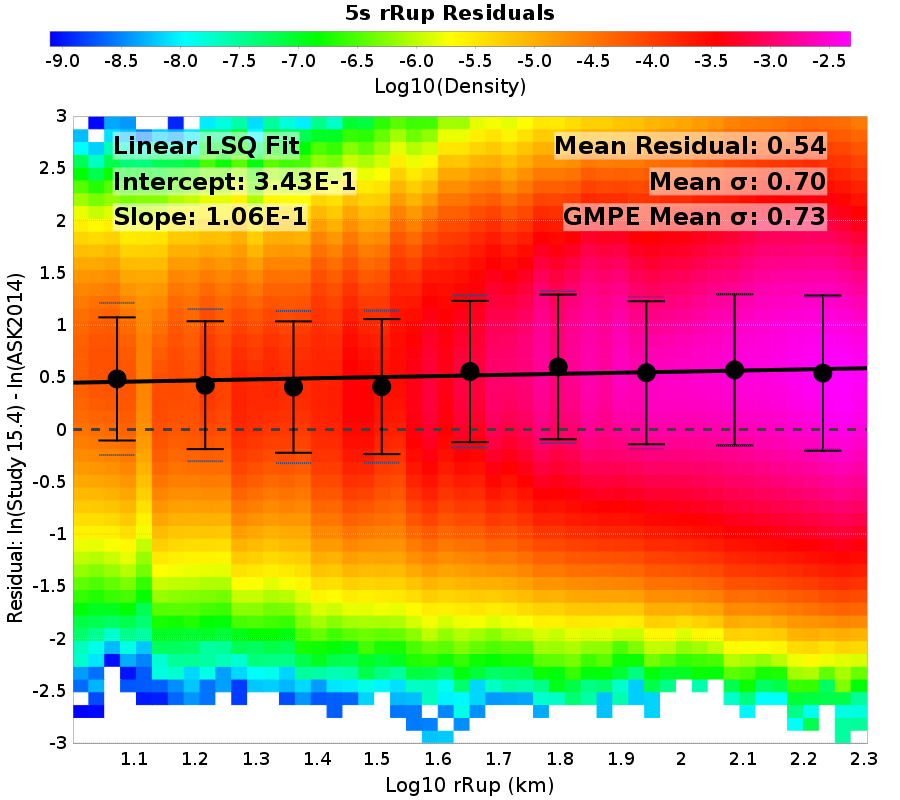 5s rRup Residuals
-9.0 -8.5 -8.0 -7.5 -7.0 -6.5 -6.0 -5.5 -5.0 -4.5 -4.0 -3.5 -3.0 -2.5
Log10(Density)
Linear LSQ Fit
Intercept: 3.43E-1
Slope: 1.06E-1
Mean Residual: 0.54
Mean σ: 0.70
GMPE Mean σ: 0.73
Residual: ln(Study 15.4) - ln(ASK2014)
3
2.5
2
1.5
1
0.5
0
-0.5
-1
-1.5
-2
-2.5
-3
1.1 1.2 1.3 1.4 1.5 1.6 1.7 1.8 1.9 2 2.1 2.2 2.3
Log10 rRup (km)